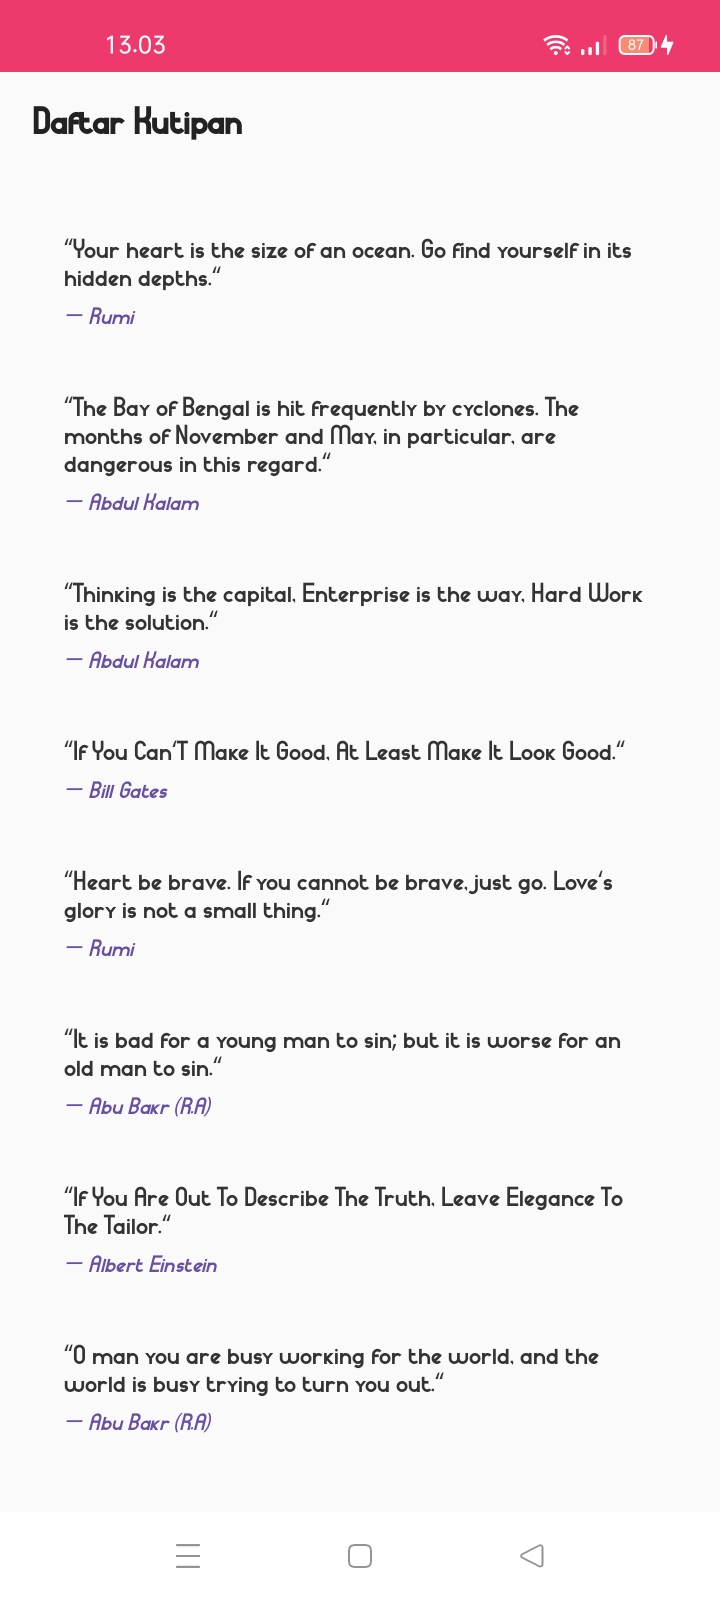 13.03
87
Daftar Kutipan
"Your heart is the size of an ocean. Go find yourself in its
hidden depths."
— Rumi
"The Bay of Bengal is hit frequently by cyclones. The
months of November and May, in particular, are
dangerous in this regard."
— Abdul Kalam
"Thinking is the capital, Enterprise is the way, Hard Work
is the solution."
— Abdul Kalam
"If You Can'T Make It Good, At Least Make It Look Good."
— Bill Gates
"Heart be brave. If you cannot be brave, just go. Love's
glory is not a small thing."
— Rumi
"It is bad for a young man to sin; but it is worse for an
old man to sin."
— Abu Bakr (R.A)
"If You Are Out To Describe The Truth, Leave Elegance To
The Tailor."
— Albert Einstein
"O man you are busy working for the world, and the
world is busy trying to turn you out."
— Abu Bakr (R.A)